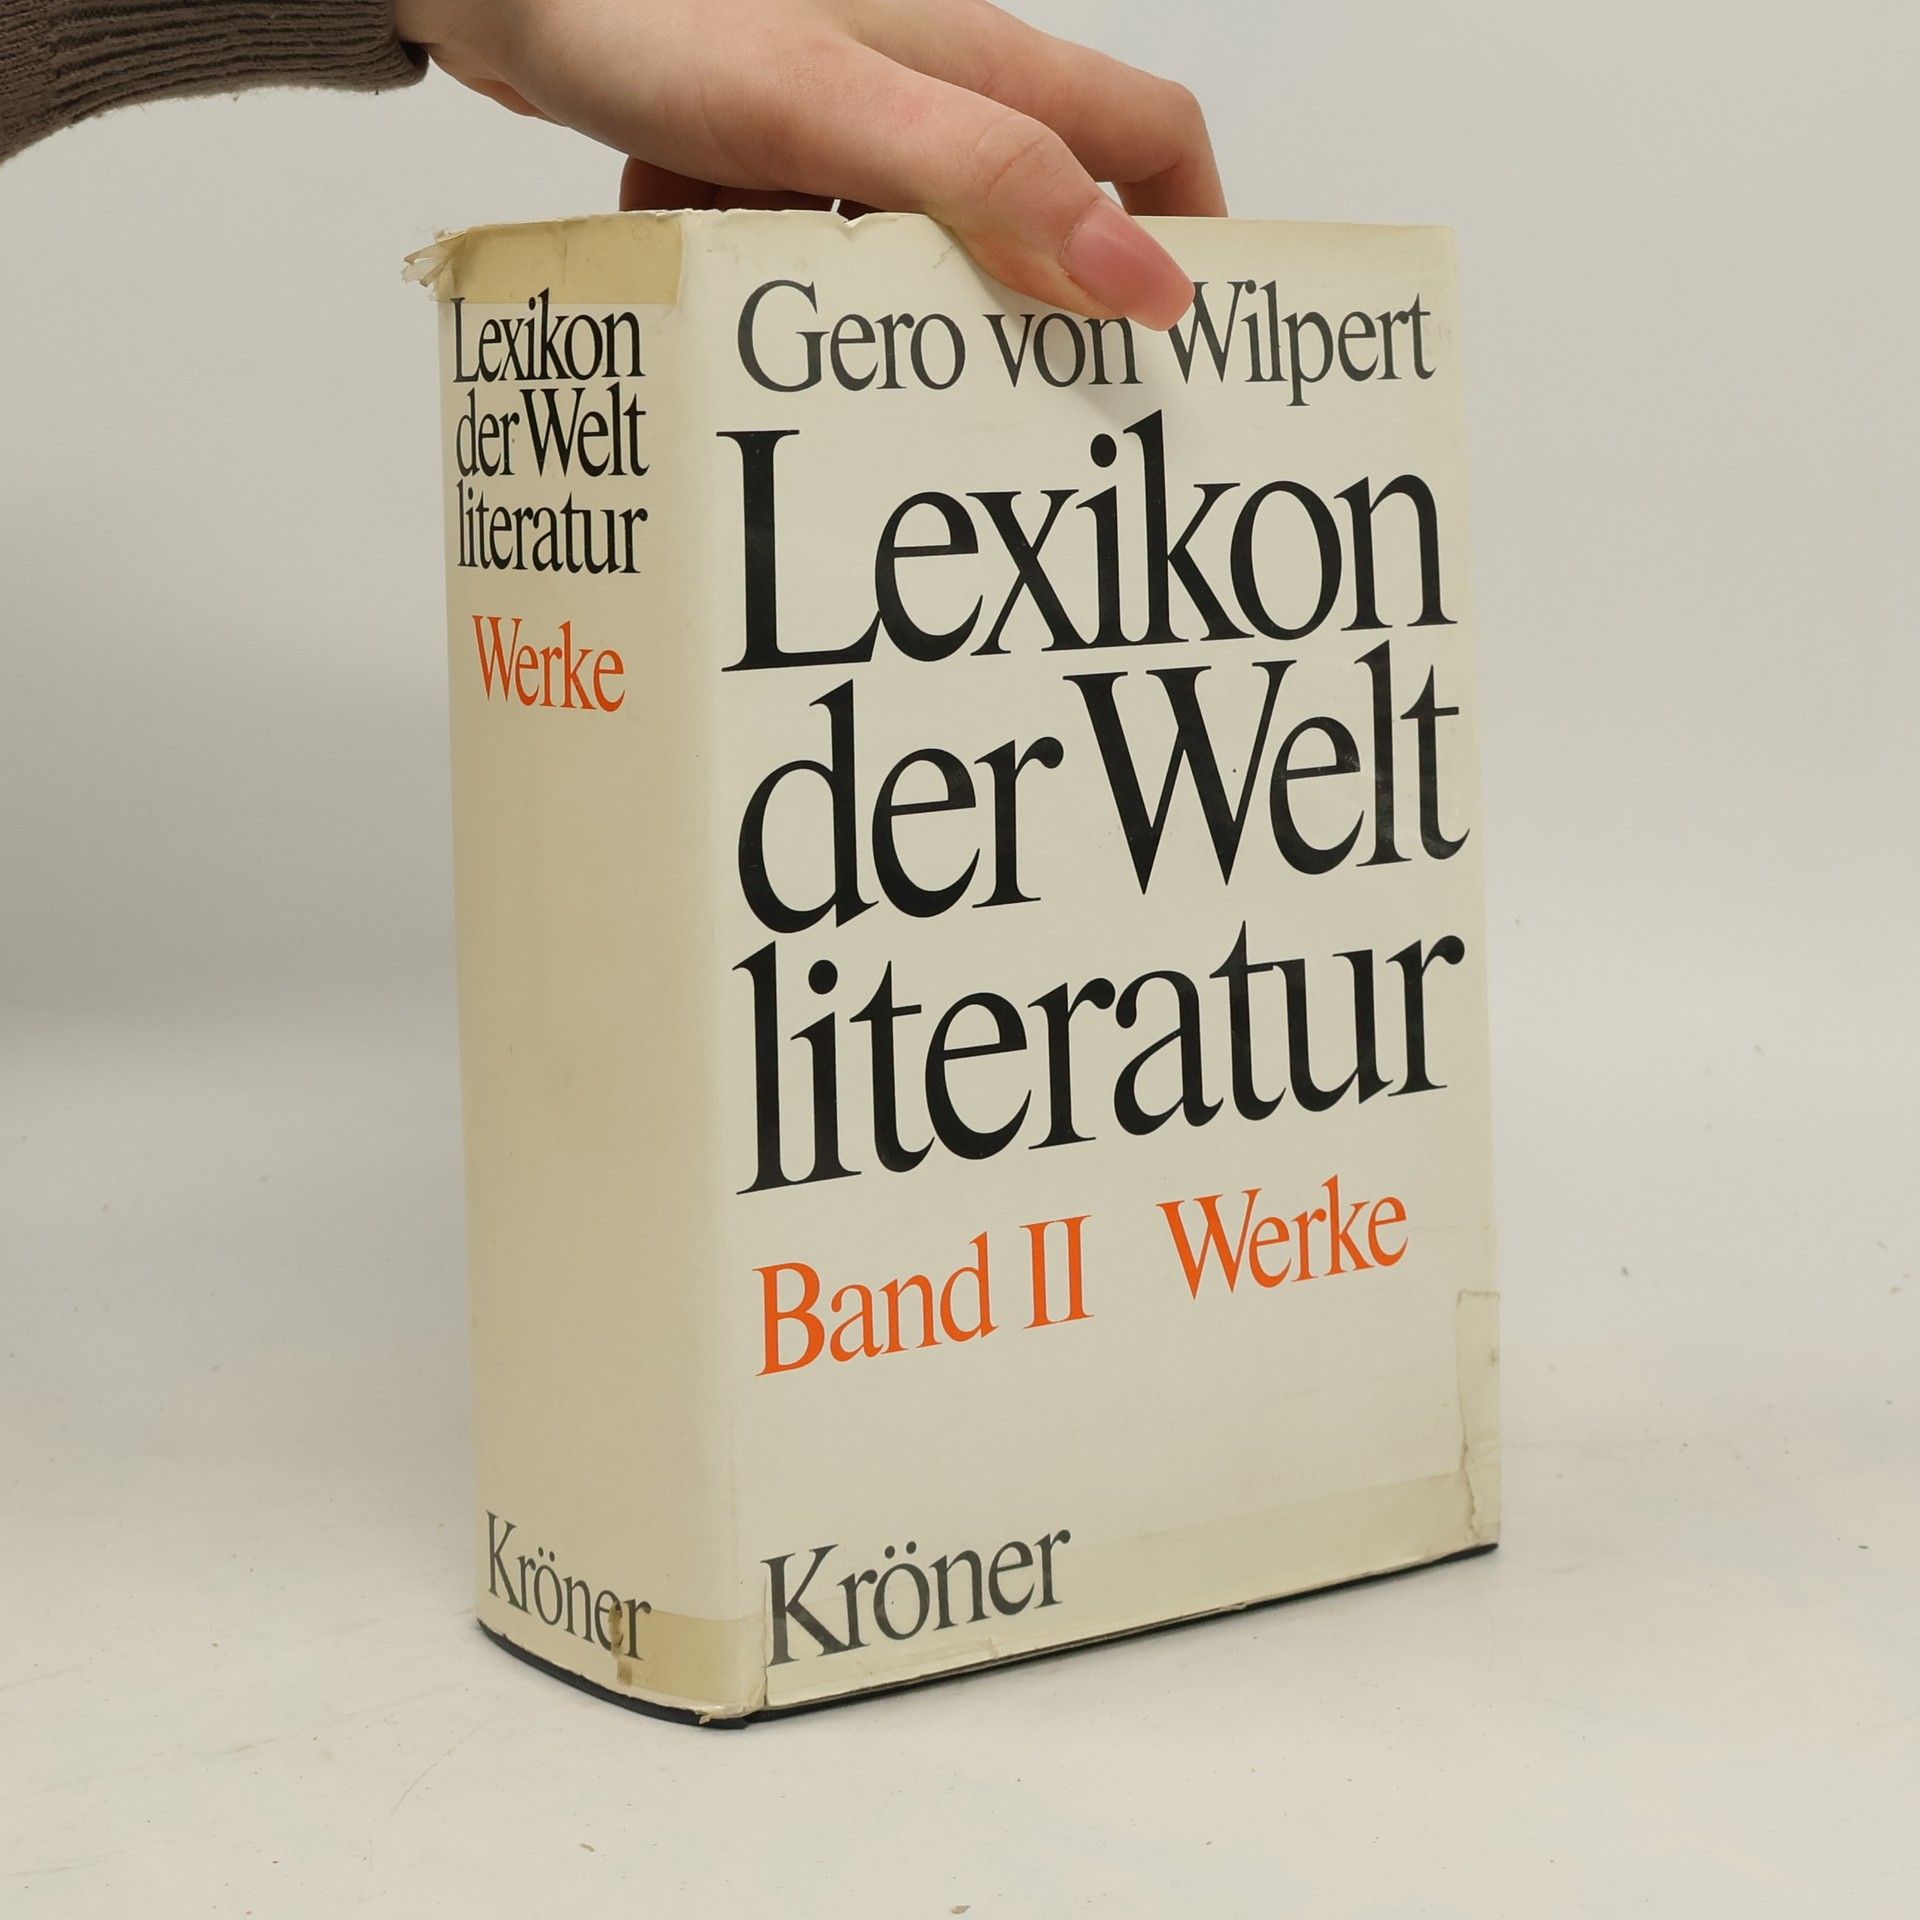 Lexikon
der Welt
literatur
Werke
Kröner
Gero von Wilpert
Lexikon
der Welt
literatur
Band II Werke
Kröner